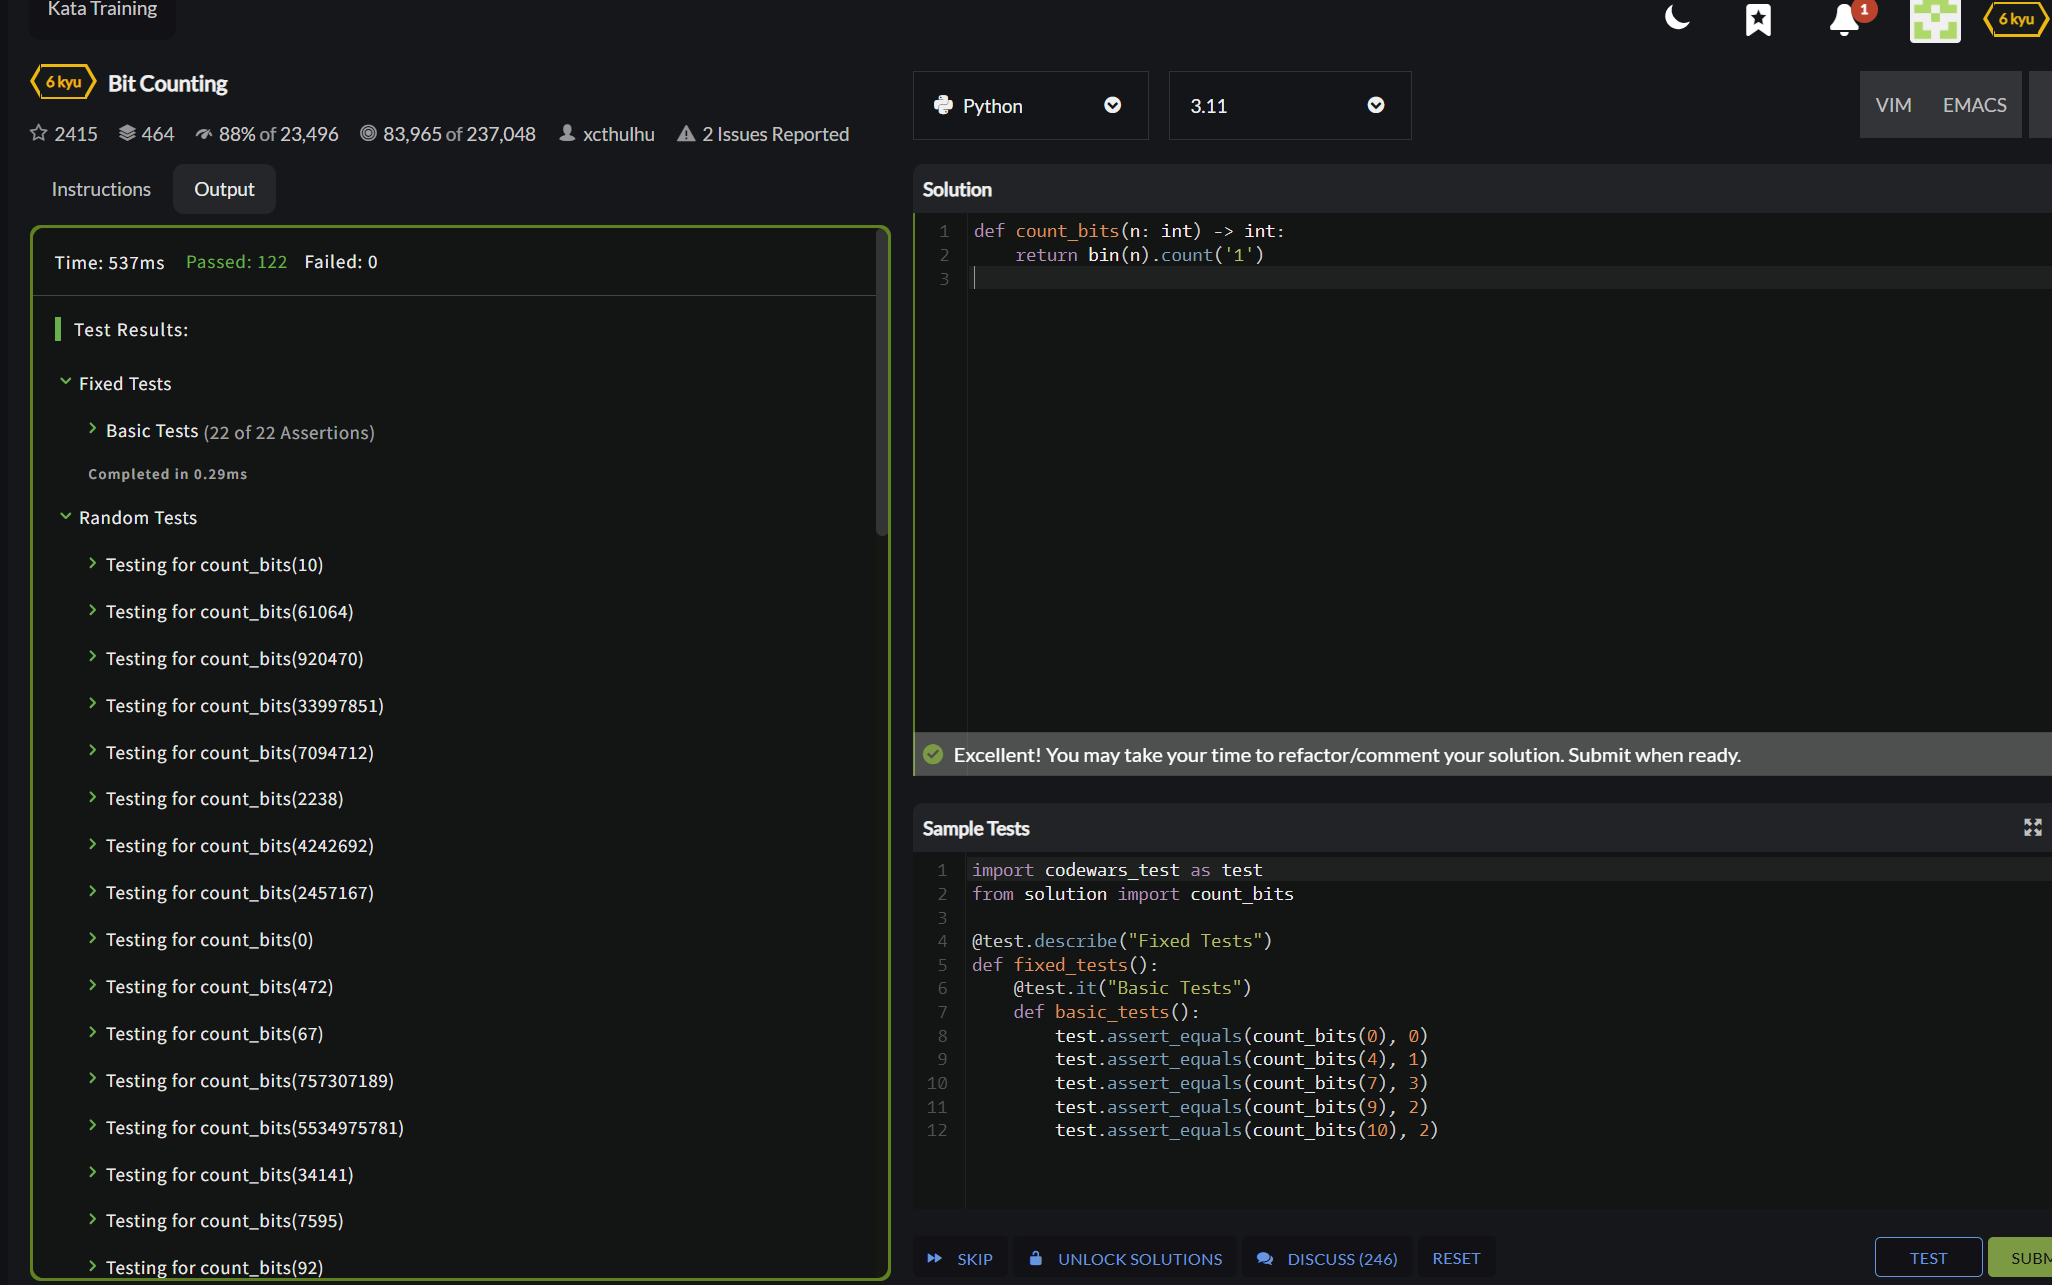 Kata Training
1
6 kyu
6 kyu
Bit Counting
2415 464 88% of 23,496 83,965 of 237,048 xcthulhu 2 Issues Reported
Python
3.11
VIM EMACS
Instructions Output
Time: 537ms Passed: 122 Failed: 0
Test Results:
Fixed Tests
Basic Tests (22 of 22 Assertions)
Completed in 0.29ms
Random Tests
Testing for count_bits(10)
Testing for count_bits(61064)
Testing for count_bits(920470)
Testing for count_bits(33997851)
Testing for count_bits(7094712)
Testing for count_bits(2238)
Testing for count_bits(4242692)
Testing for count_bits(2457167)
Testing for count_bits(0)
Testing for count_bits(472)
Testing for count_bits(67)
Testing for count_bits(757307189)
Testing for count_bits(5534975781)
Testing for count_bits(34141)
Testing for count_bits(7595)
Testing for count_bits(92)
Solution
1 def count_bits(n: int) -> int:
2     return bin(n).count('1')
3
Excellent! You may take your time to refactor/comment your solution. Submit when ready.
Sample Tests
1 import codewars_test as test
2 from solution import count_bits
3
4 @test.describe("Fixed Tests")
5 def fixed_tests():
6     @test.it("Basic Tests")
7     def basic_tests():
8         test.assert_equals(count_bits(0), 0)
9         test.assert_equals(count_bits(4), 1)
10         test.assert_equals(count_bits(7), 3)
11         test.assert_equals(count_bits(9), 2)
12         test.assert_equals(count_bits(10), 2)
SKIP UNLOCK SOLUTIONS DISCUSS (246) RESET
TEST SUBM